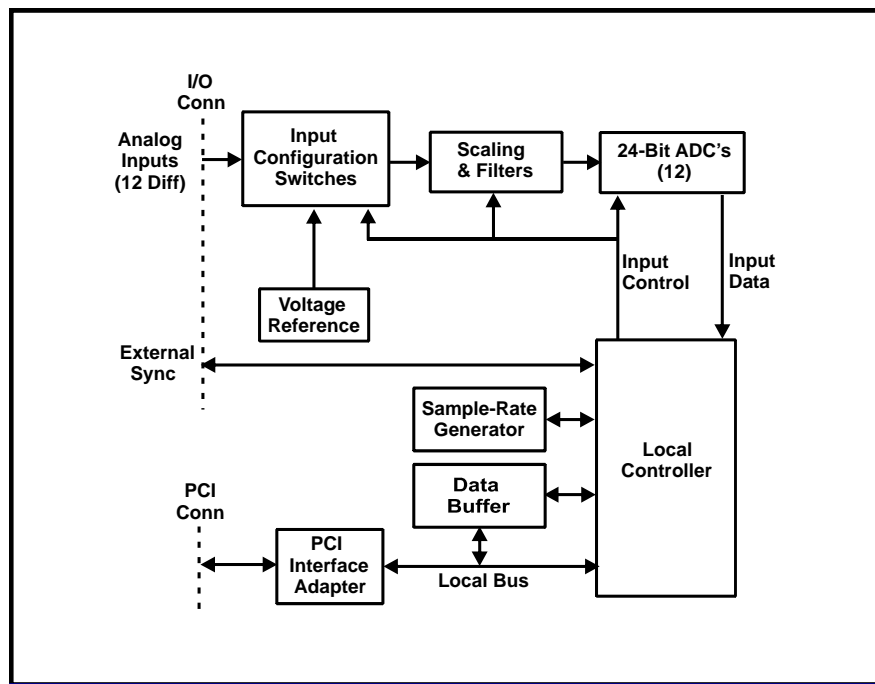 I/O
Conn
Analog
Inputs
(12 Diff)
Input
Configuration
Switches
Scaling
& Filters
24-Bit ADC's
(12)
Input
Control
Input
Data
Voltage
Reference
External
Sync
Sample-Rate
Generator
Local
Controller
Data
Buffer
PCI
Conn
PCI
Interface
Adapter
Local Bus